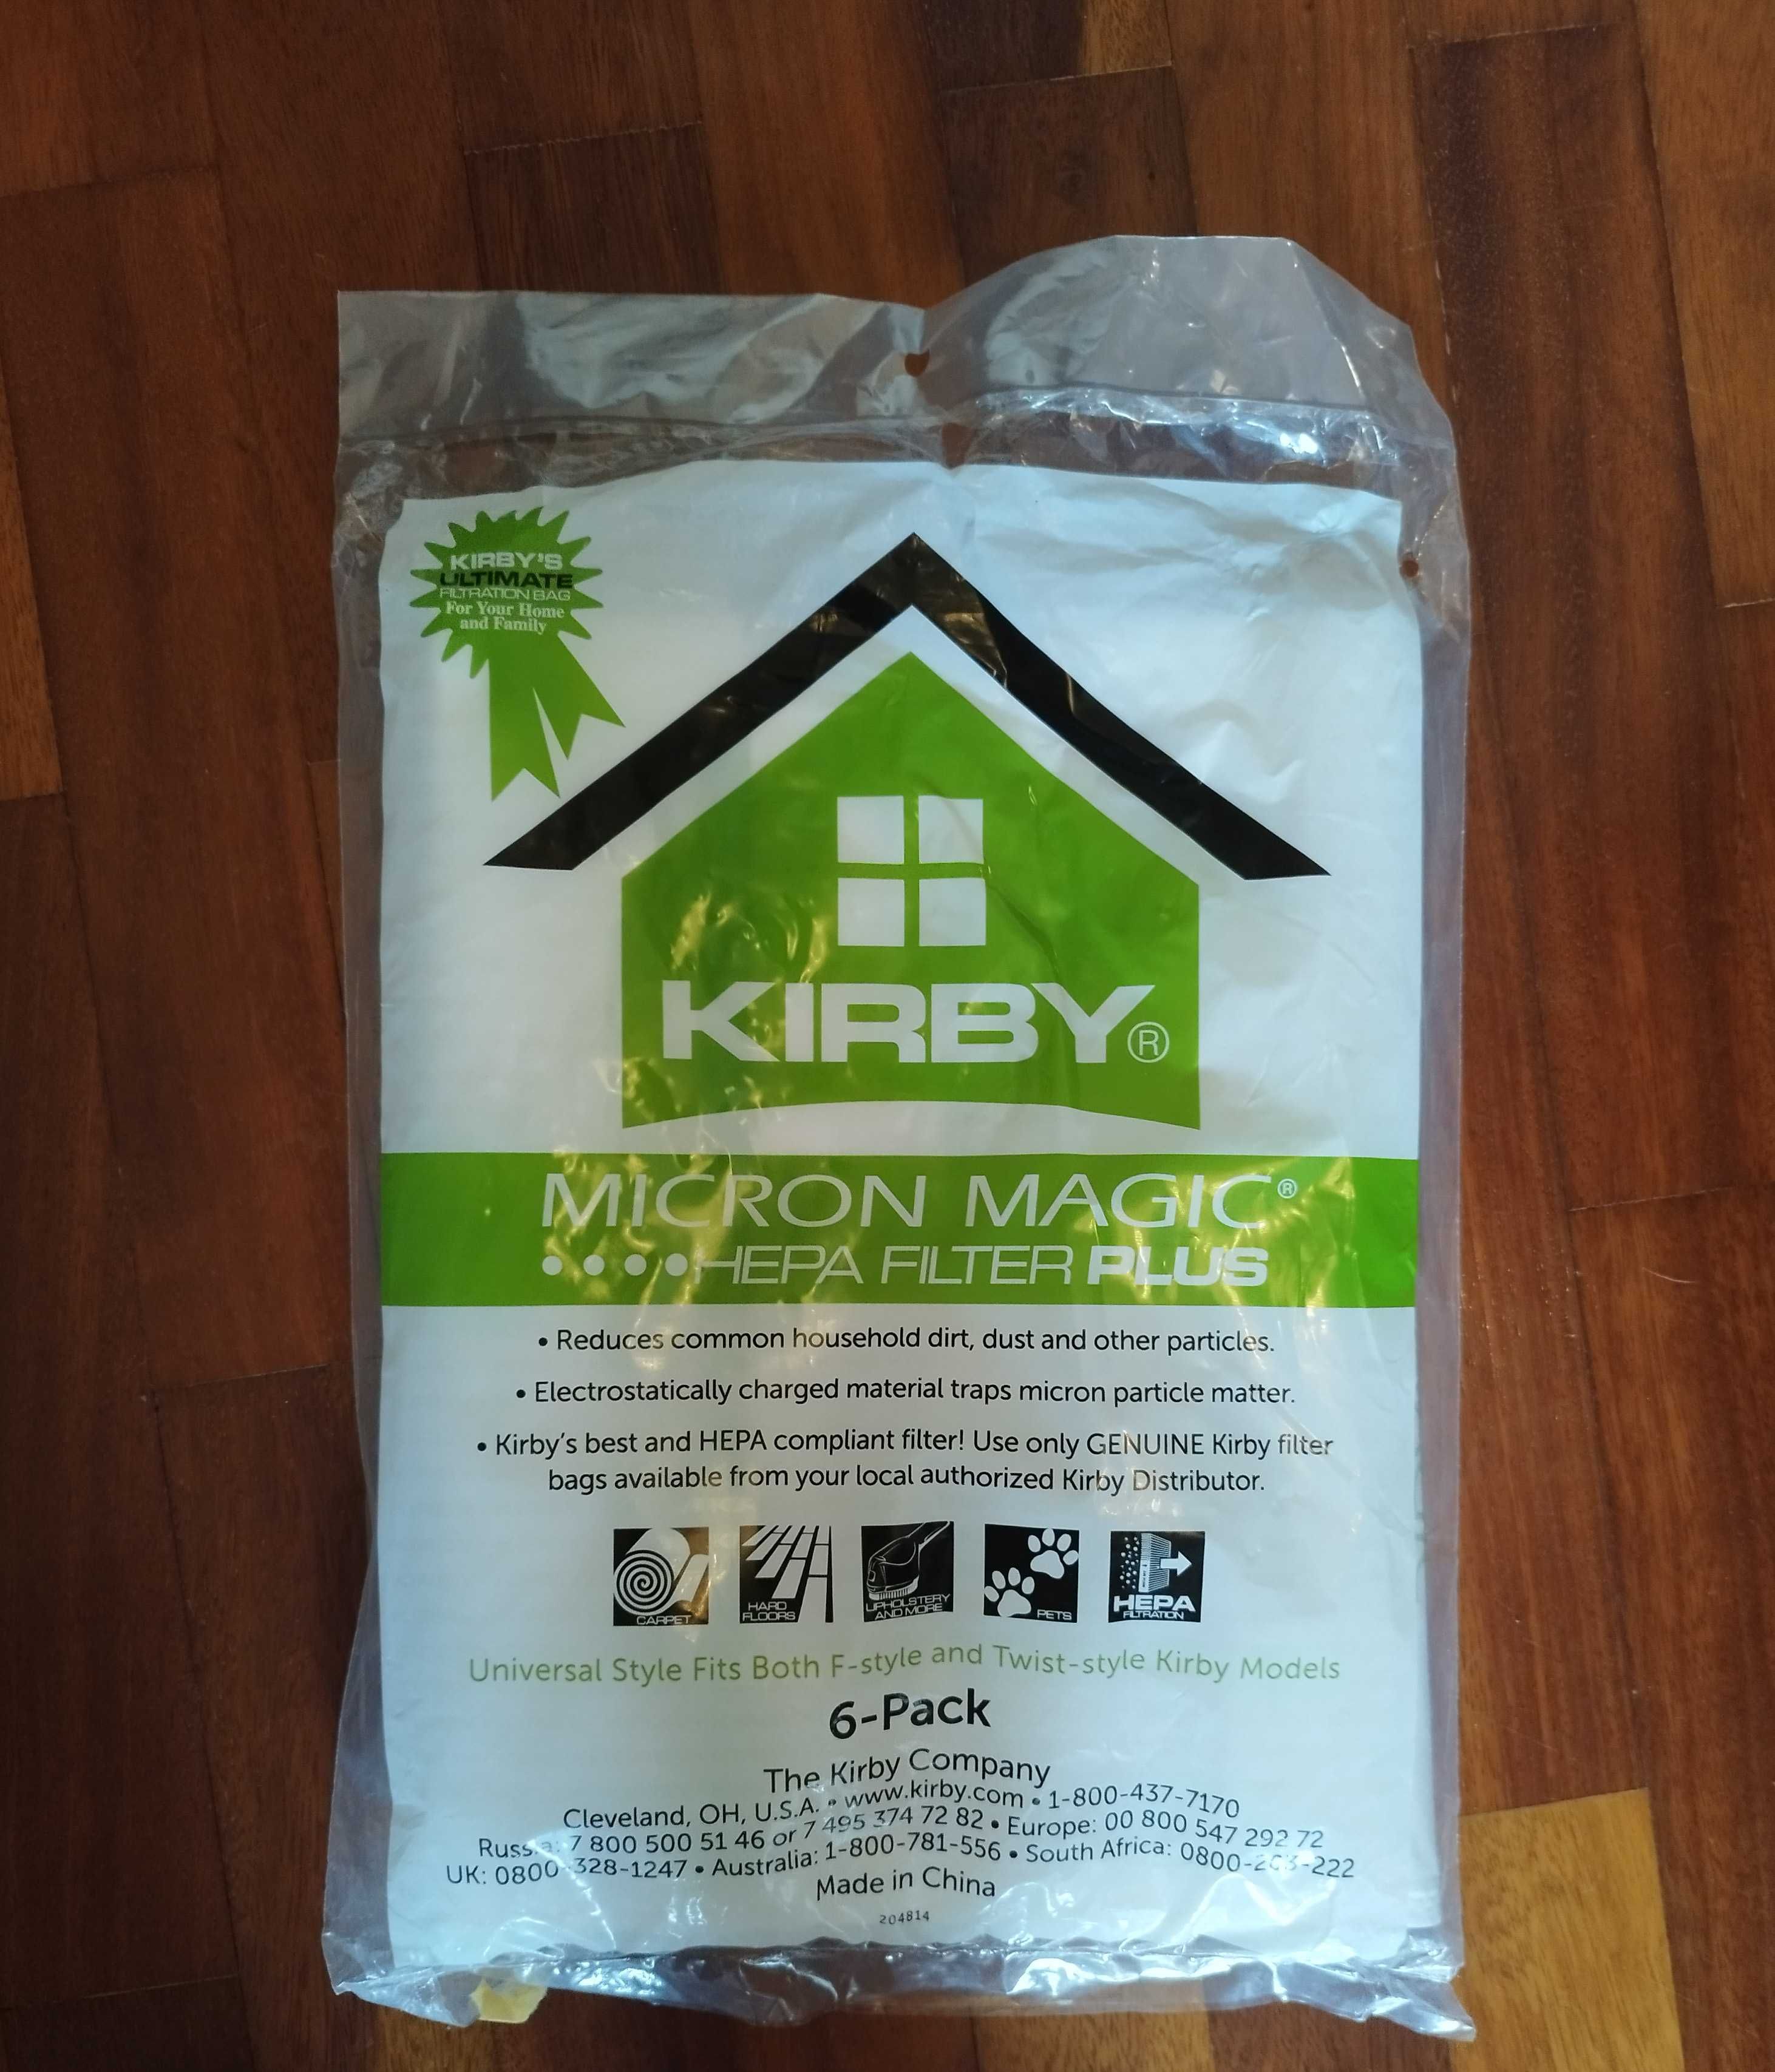 KIRBY'S
ULTIMATE
FILTRATION BAG
For Your Home
and Family
KIRBY®
MICRON MAGIC®
••••HEPA FILTER PLUS
• Reduces common household dirt, dust and other particles.
• Electrostatically charged material traps micron particle matter.
• Kirby's best and HEPA compliant filter! Use only GENUINE Kirby filter
bags available from your local authorized Kirby Distributor.
CARPET
HARD
FLOORS
UPHOLSTERY
AND MORE
PETS
HEPA
FILTRATION
Universal Style Fits Both F-style and Twist-style Kirby Models
6-Pack
The Kirby Company
Cleveland, OH, U.S.A. • www.kirby.com • 1-800-437-7170
Russia: 7 800 500 51 46 or 7 495 374 72 82 • Europe: 00 800 547 292 72
UK: 0800-328-1247 • Australia: 1-800-781-556 • South Africa:
Made in China
204814